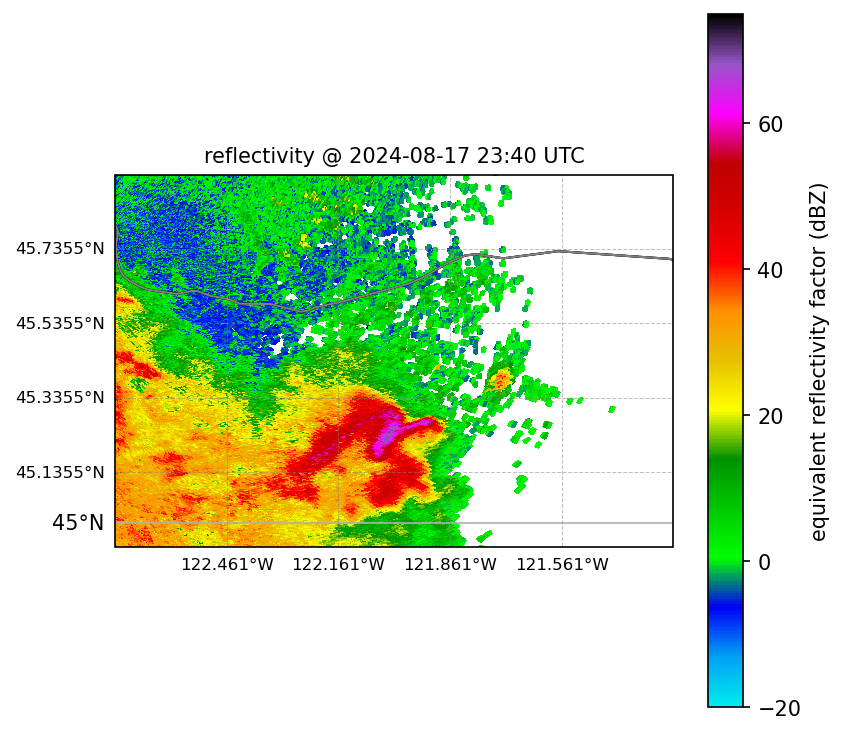 reflectivity @ 2024-08-17 23:40 UTC
45.7355°N
45.5355°N
45.3355°N
45.1355°N
45°N
122.461°W 122.161°W 121.861°W 121.561°W
60
40
20
0
−20
equivalent reflectivity factor (dBZ)